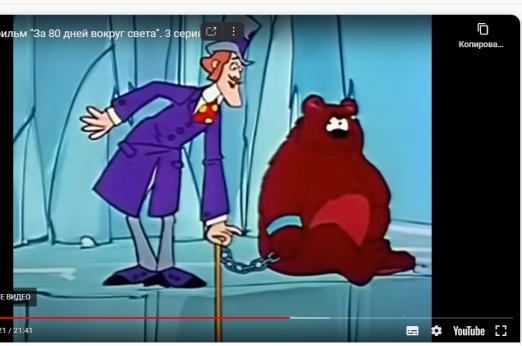 ильм "За 80 дней вокруг света". 3 серия
Копирова...
Е ВИДЕО
21 / 21:41
YouTube